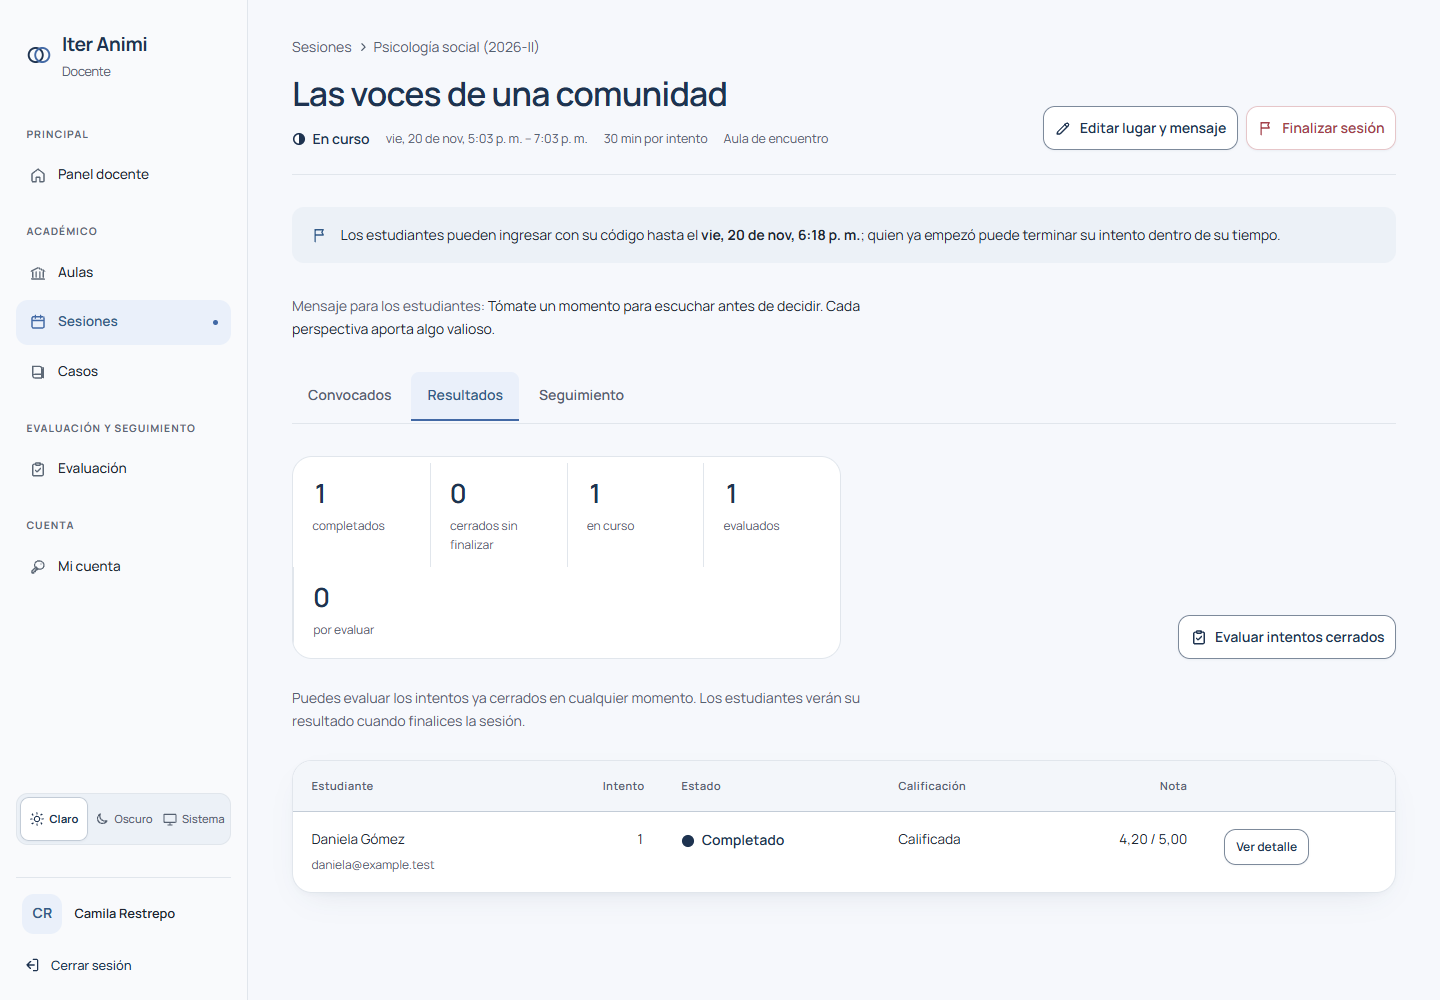 Iter Animi
Docente
PRINCIPAL
Panel docente
ACADÉMICO
Aulas
Sesiones
Casos
EVALUACIÓN Y SEGUIMIENTO
Evaluación
CUENTA
Mi cuenta
Claro
Oscuro
Sistema
CR
Camila Restrepo
Cerrar sesión
Sesiones > Psicología social (2026-II)
Las voces de una comunidad
En curso vie, 20 de nov, 5:03 p. m. – 7:03 p. m. 30 min por intento Aula de encuentro
Editar lugar y mensaje
Finalizar sesión
Los estudiantes pueden ingresar con su código hasta el vie, 20 de nov, 6:18 p. m.; quien ya empezó puede terminar su intento dentro de su tiempo.
Mensaje para los estudiantes: Tómate un momento para escuchar antes de decidir. Cada
perspectiva aporta algo valioso.
Convocados Resultados Seguimiento
1
completados
0
cerrados sin
finalizar
1
en curso
1
evaluados
0
por evaluar
Evaluar intentos cerrados
Puedes evaluar los intentos ya cerrados en cualquier momento. Los estudiantes verán su
resultado cuando finalices la sesión.
Estudiante Intento Estado Calificación Nota
Daniela Gómez 1 Completado Calificada 4,20 / 5,00 Ver detalle
daniela@example.test